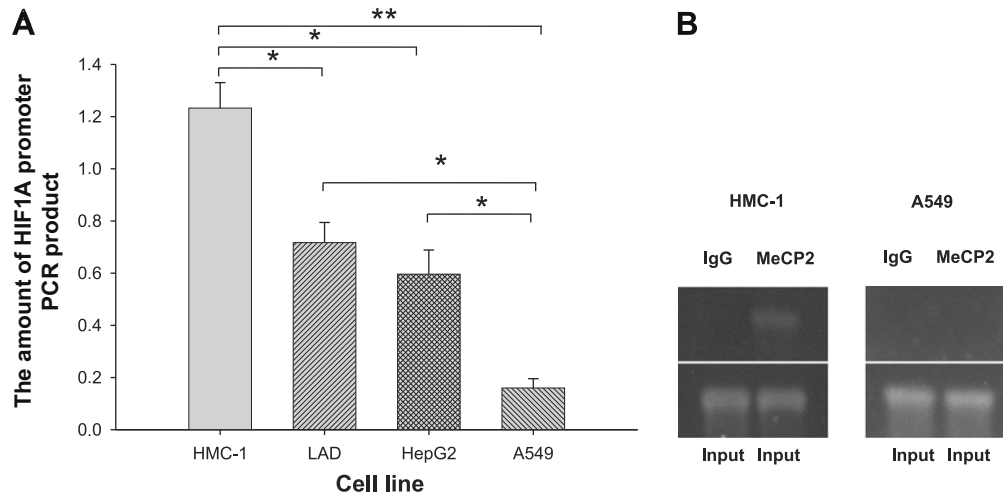 A
B
**
*
*
*
*
The amount of HIF1A promoter
PCR product
1.4
1.2
1.0
0.8
0.6
0.4
0.2
0.0
HMC-1 LAD HepG2 A549
Cell line
HMC-1 A549
IgG MeCP2 IgG MeCP2
Input Input Input Input